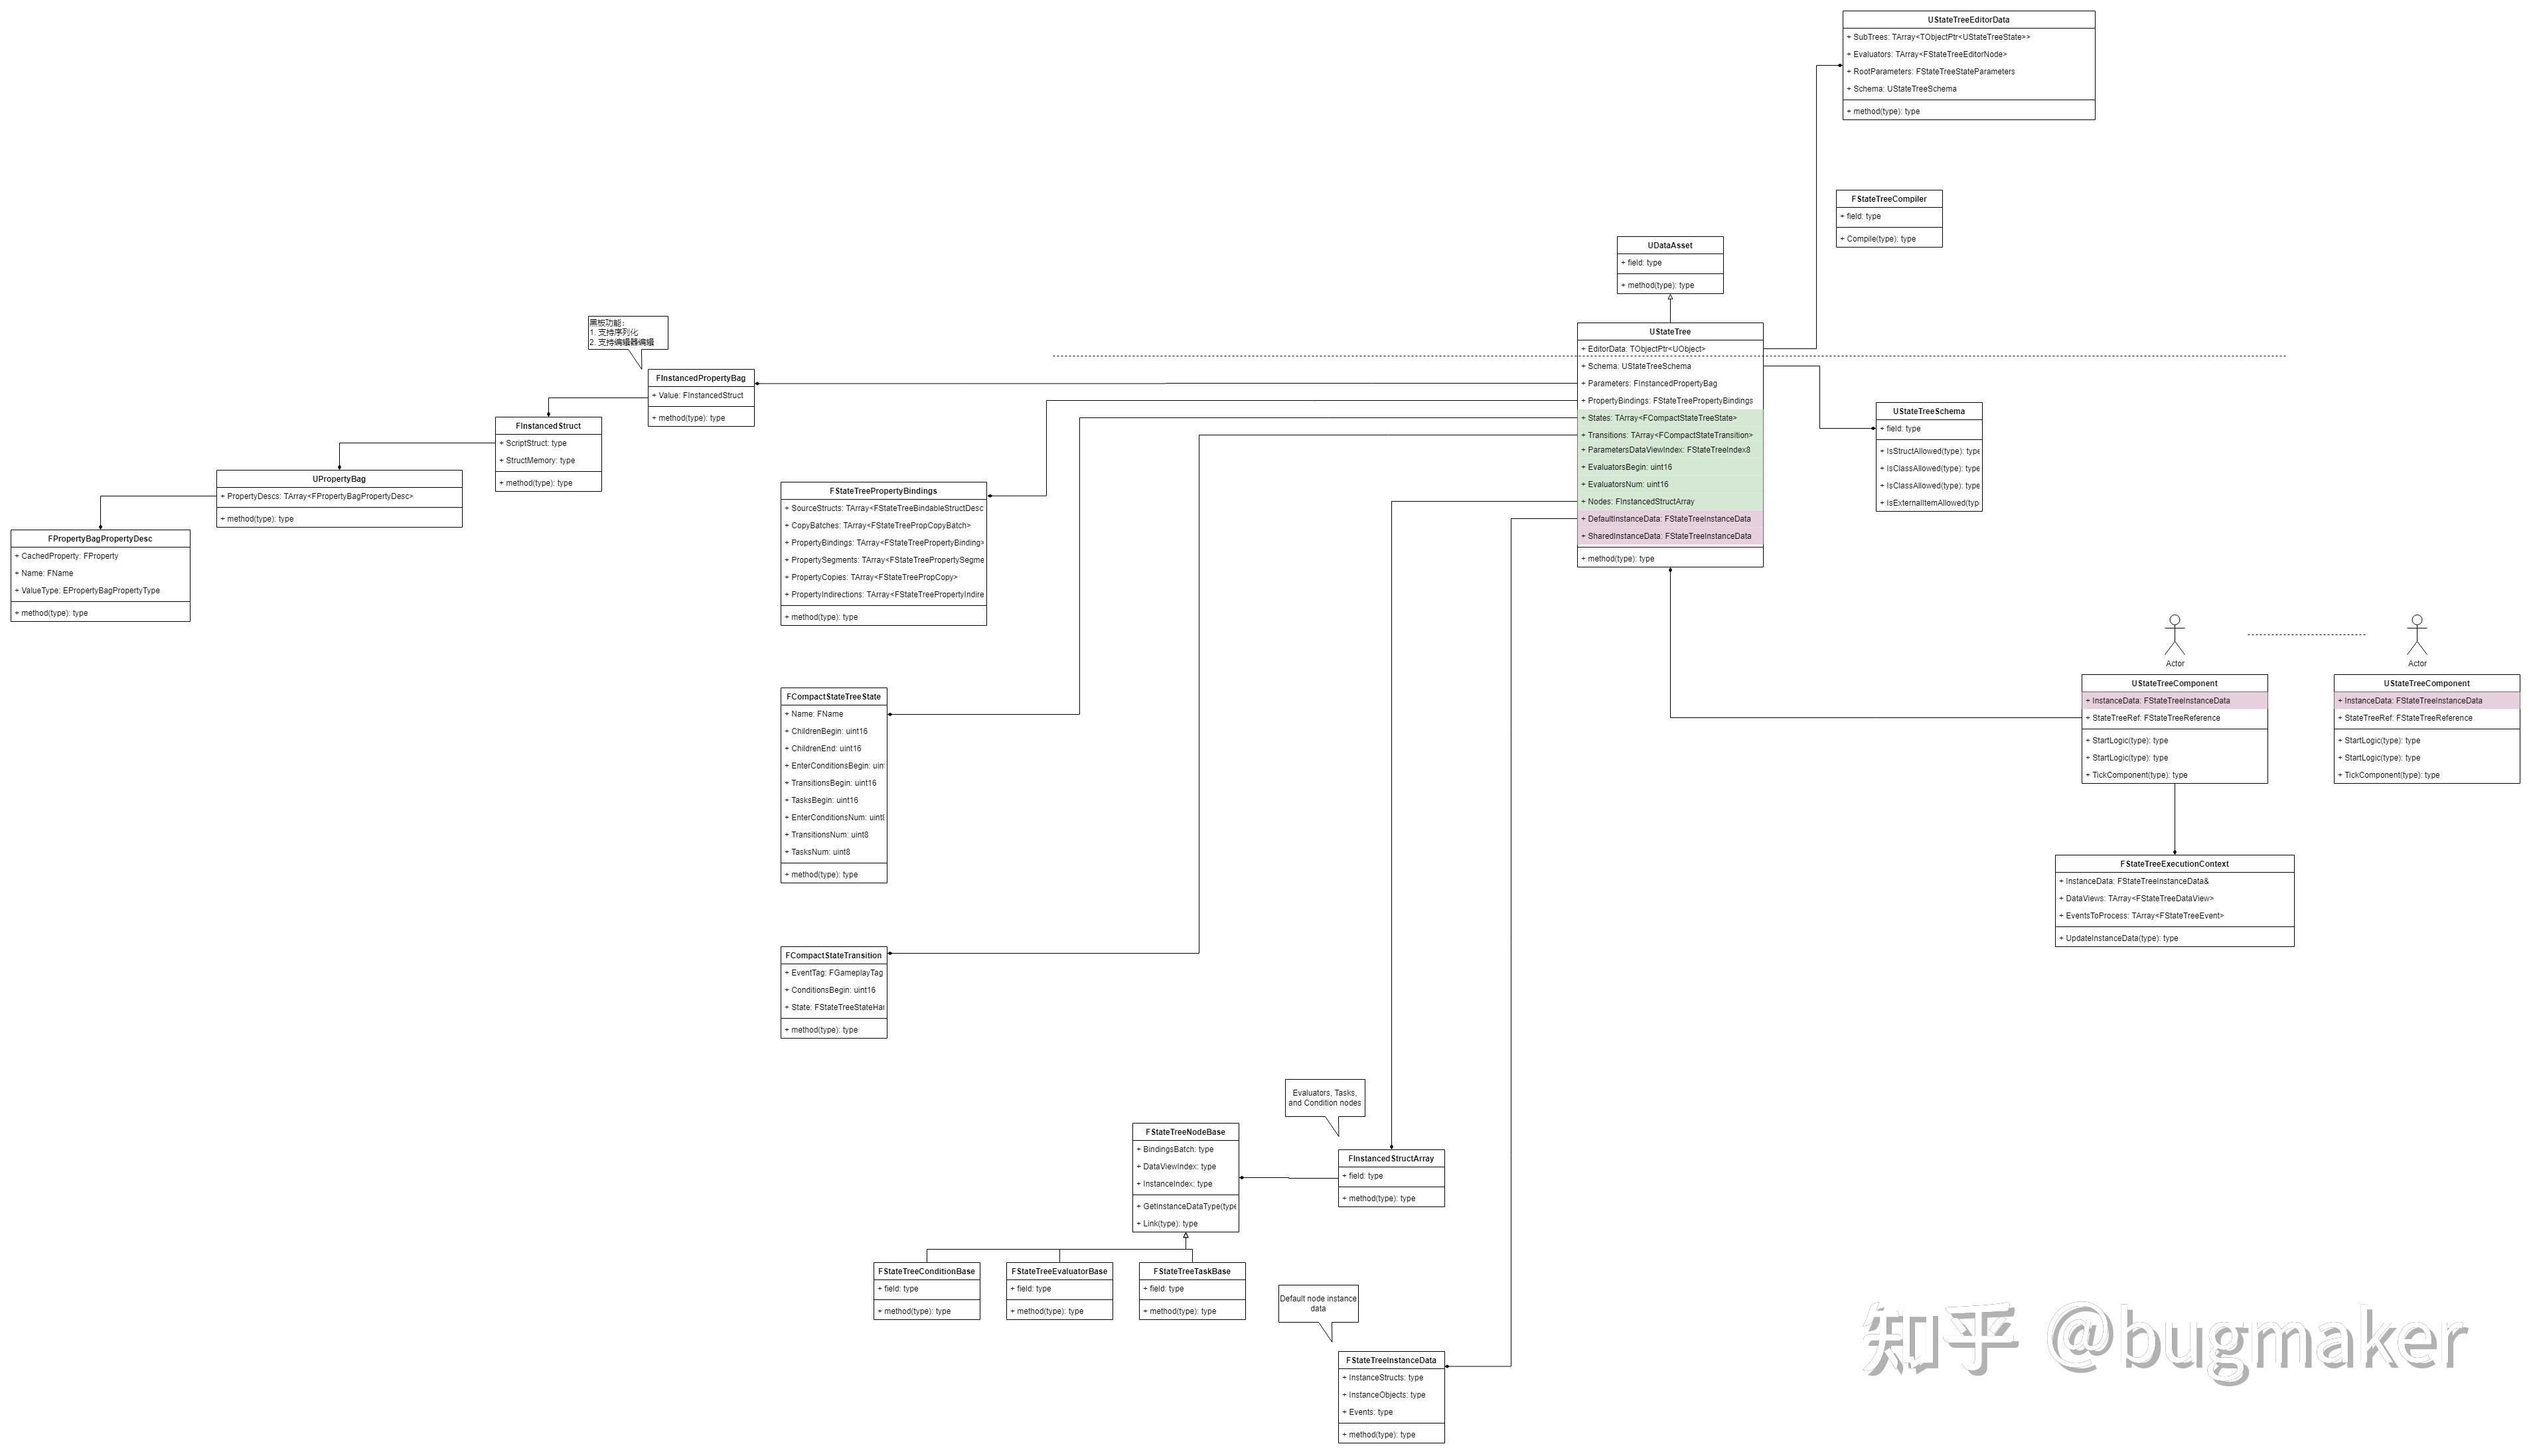 UStateTreeEditorData
+ SubTrees: TArray<TObjectPtr<UStateTreeState>>
+ Evaluators: TArray<FStateTreeEditorNode>
+ RootParameters: FStateTreeStateParameters
+ Schema: UStateTreeSchema
+ method(type): type
FStateTreeCompiler
+ field: type
+ Compile(type): type
UDataAsset
+ field: type
+ method(type): type
UStateTree
+ EditorData: TObjectPtr<UObject>
+ Schema: UStateTreeSchema
+ Parameters: FInstancedPropertyBag
+ PropertyBindings: FStateTreePropertyBindings
+ States: TArray<FCompactStateTreeState>
+ Transitions: TArray<FCompactStateTransition>
+ ParametersDataViewIndex: FStateTreeIndex8
+ EvaluatorsBegin: uint16
+ EvaluatorsNum: uint16
+ Nodes: FInstancedStructArray
+ DefaultInstanceData: FStateTreeInstanceData
+ SharedInstanceData: FStateTreeInstanceData
+ method(type): type
黑板功能：
1. 支持序列化
2. 支持编辑器编辑
FInstancedPropertyBag
+ Value: FInstancedStruct
+ method(type): type
FInstancedStruct
+ ScriptStruct: type
+ StructMemory: type
+ method(type): type
UPropertyBag
+ PropertyDescs: TArray<FPropertyBagPropertyDesc>
+ method(type): type
FPropertyBagPropertyDesc
+ CachedProperty: FProperty
+ Name: FName
+ ValueType: EPropertyBagPropertyType
+ method(type): type
UStateTreeSchema
+ field: type
+ IsStructAllowed(type): type
+ IsClassAllowed(type): type
+ IsClassAllowed(type): type
+ IsExternalItemAllowed(typ
FStateTreePropertyBindings
+ SourceStructs: TArray<FStateTreeBindableStructDesc
+ CopyBatches: TArray<FStateTreePropCopyBatch>
+ PropertyBindings: TArray<FStateTreePropertyBinding>
+ PropertySegments: TArray<FStateTreePropertySegme
+ PropertyCopies: TArray<FStateTreePropCopy>
+ PropertyIndirections: TArray<FStateTreePropertyIndire
+ method(type): type
FCompactStateTreeState
+ Name: FName
+ ChildrenBegin: uint16
+ ChildrenEnd: uint16
+ EnterConditionsBegin: uin
+ TransitionsBegin: uint16
+ TasksBegin: uint16
+ EnterConditionsNum: uint8
+ TransitionsNum: uint8
+ TasksNum: uint8
+ method(type): type
Actor
UStateTreeComponent
+ InstanceData: FStateTreeInstanceData
+ StateTreeRef: FStateTreeReference
+ StartLogic(type): type
+ StartLogic(type): type
+ TickComponent(type): type
Actor
UStateTreeComponent
+ InstanceData: FStateTreeInstanceData
+ StateTreeRef: FStateTreeReference
+ StartLogic(type): type
+ StartLogic(type): type
+ TickComponent(type): type
FStateTreeExecutionContext
+ InstanceData: FStateTreeInstanceData&
+ DataViews: TArray<FStateTreeDataView>
+ EventsToProcess: TArray<FStateTreeEvent>
+ UpdateInstanceData(type): type
FCompactStateTransition
+ EventTag: FGameplayTag
+ ConditionsBegin: uint16
+ State: FStateTreeStateHa
+ method(type): type
Evaluators, Tasks,
and Condition nodes
FStateTreeNodeBase
+ BindingsBatch: type
+ DataViewIndex: type
+ InstanceIndex: type
+ GetInstanceDataType(type
+ Link(type): type
FInstancedStructArray
+ field: type
+ method(type): type
FStateTreeConditionBase
+ field: type
+ method(type): type
FStateTreeEvaluatorBase
+ field: type
+ method(type): type
FStateTreeTaskBase
+ field: type
+ method(type): type
Default node instance
data
FStateTreeInstanceData
+ InstanceStructs: type
+ InstanceObjects: type
+ Events: type
+ method(type): type
知乎 @bugmaker